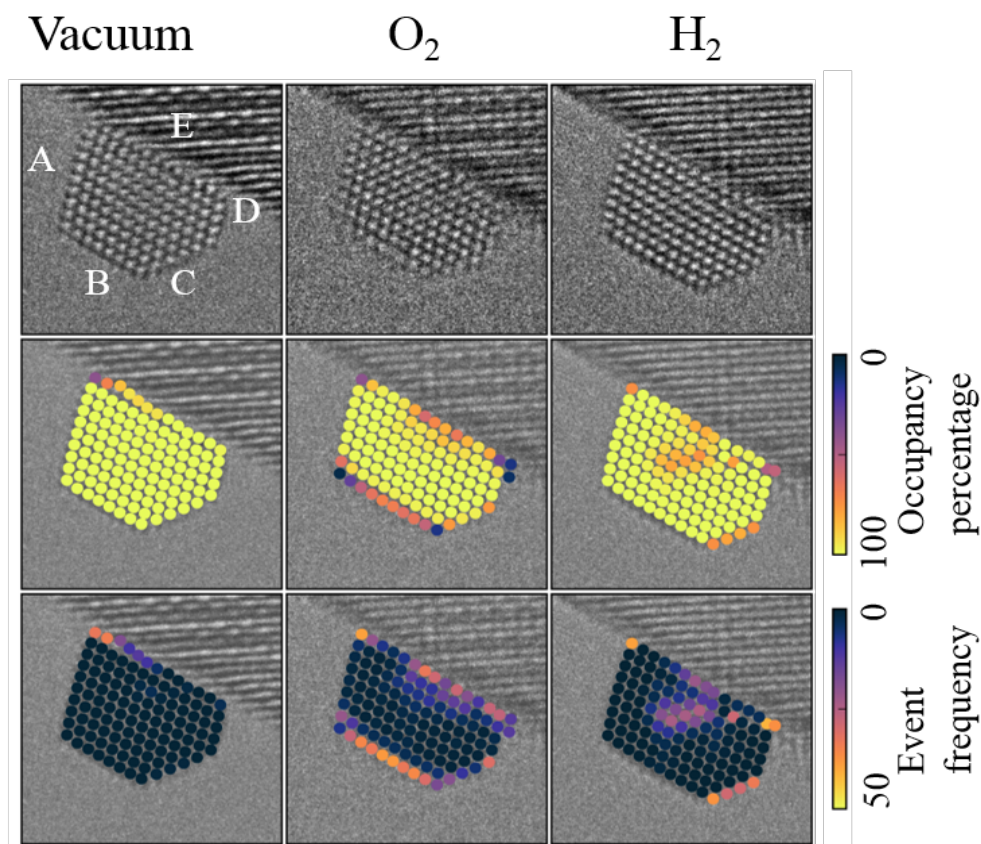 Vacuum
O₂
H₂
A
E
D
B
C
0
100
Occupancy
percentage
0
50
Event
frequency